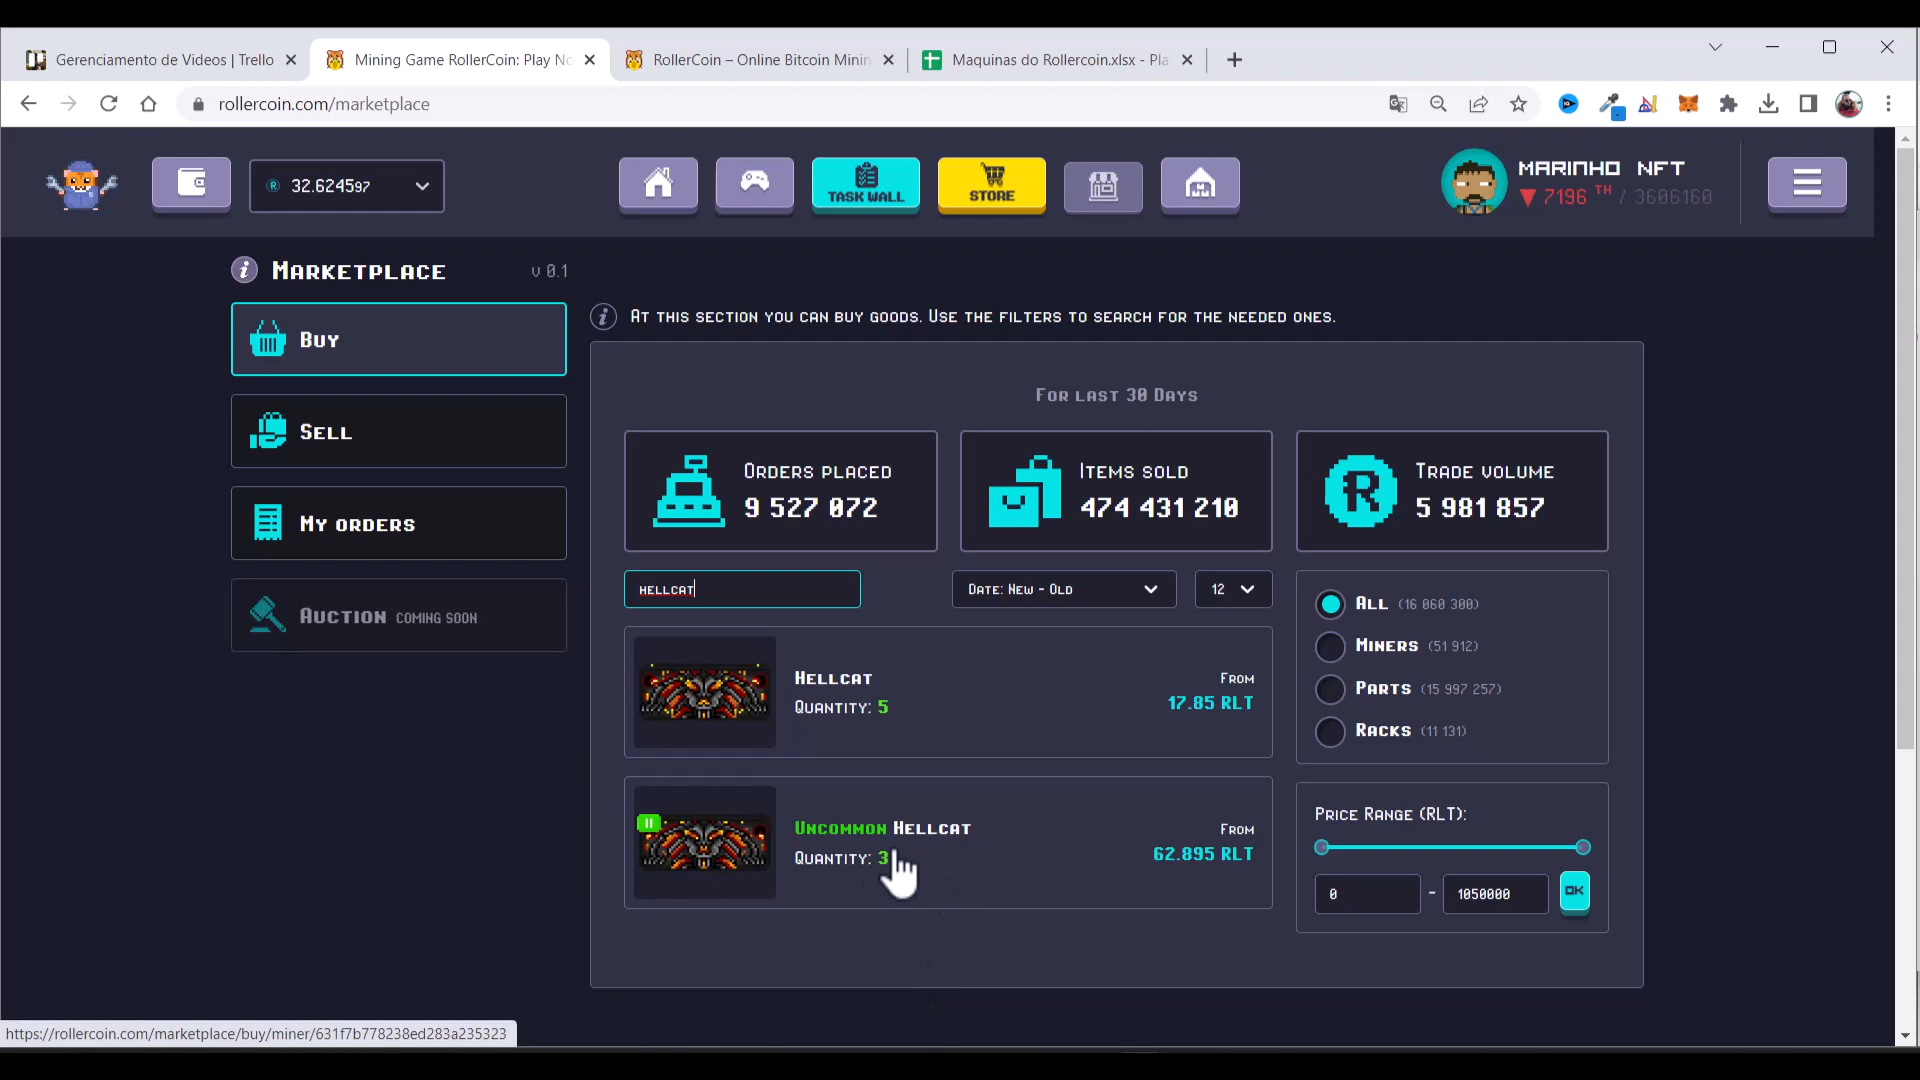 Gerenciamento de Videos | Trello
Mining Game RollerCoin: Play No
RollerCoin – Online Bitcoin Minin
Maquinas do Rollercoin.xlsx - Pla
rollercoin.com/marketplace
32.624597
TASK WALL
STORE
MARINHO NFT
7196 TH / 3606160
MARKETPLACE
v 0.1
BUY
SELL
MY ORDERS
AUCTION COMING SOON
AT THIS SECTION YOU CAN BUY GOODS. USE THE FILTERS TO SEARCH FOR THE NEEDED ONES.
FOR LAST 30 DAYS
ORDERS PLACED
9 527 072
ITEMS SOLD
474 431 210
TRADE VOLUME
5 981 857
HELLCAT
DATE: NEW - OLD
12
HELLCAT
QUANTITY: 5
FROM
17.85 RLT
UNCOMMON HELLCAT
QUANTITY: 3
FROM
62.895 RLT
ALL (16 060 300)
MINERS (51 912)
PARTS (15 997 257)
RACKS (11 131)
PRICE RANGE (RLT):
0 - 1050000
OK
https://rollercoin.com/marketplace/buy/miner/631f7b778238ed283a235323